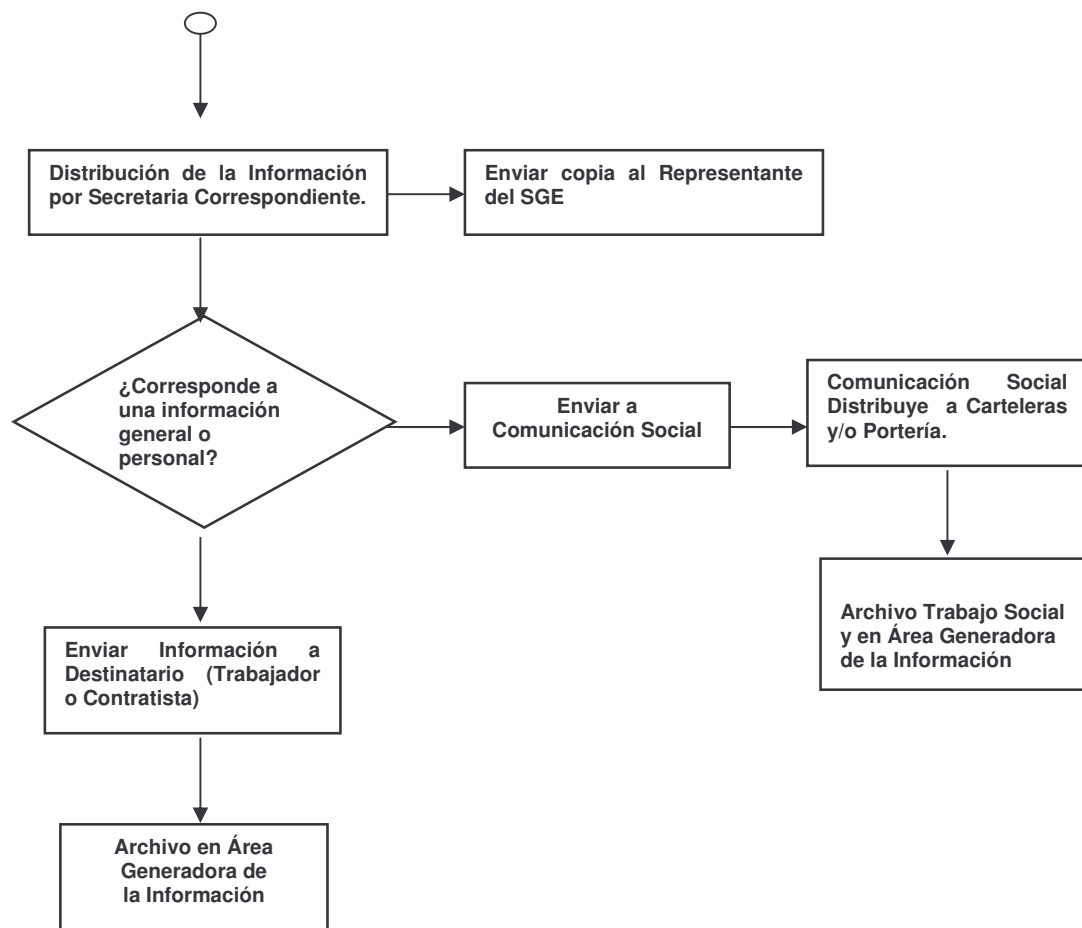 Distribución de la Información
por Secretaria Correspondiente.
Enviar copia al Representante
del SGE
¿Corresponde a
una información
general o
personal?
Enviar a
Comunicación Social
Comunicación Social
Distribuye a Carteleras
y/o Portería.
Archivo Trabajo Social
y en Área Generadora
de la Información
Enviar Información a
Destinatario (Trabajador
o Contratista)
Archivo en Área
Generadora de
la Información